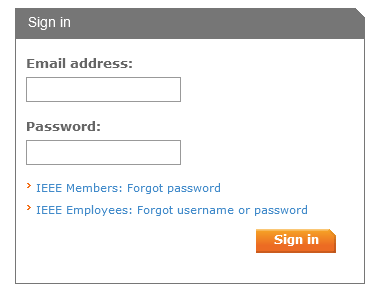 Sign in
Email address:
Password:
IEEE Members: Forgot password
IEEE Employees: Forgot username or password
Sign in